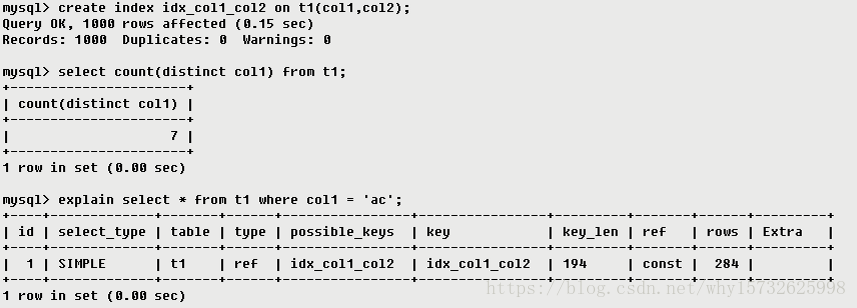 mysql> create index idx_col1_col2 on t1(col1,col2);
Query OK, 1000 rows affected (0.15 sec)
Records: 1000  Duplicates: 0  Warnings: 0
mysql> select count(distinct col1) from t1;
+----------------------+
| count(distinct col1) |
+----------------------+
|                    7 |
+----------------------+
1 row in set (0.00 sec)
mysql> explain select * from t1 where col1 = 'ac';
+----+-------------+-------+------+---------------+---------------+---------+-------+------+-------+
| id | select_type | table | type | possible_keys | key           | key_len | ref   | rows | Extra |
+----+-------------+-------+------+---------------+---------------+---------+-------+------+-------+
|  1 | SIMPLE      | t1    | ref  | idx_col1_col2 | idx_col1_col2 | 194     | const |  284 |       |
+----+-------------+-------+------+---------------+---------------+---------+-------+------+-------+
1 row in set (0.00 sec)
https://blog.csdn.net/why15732625998